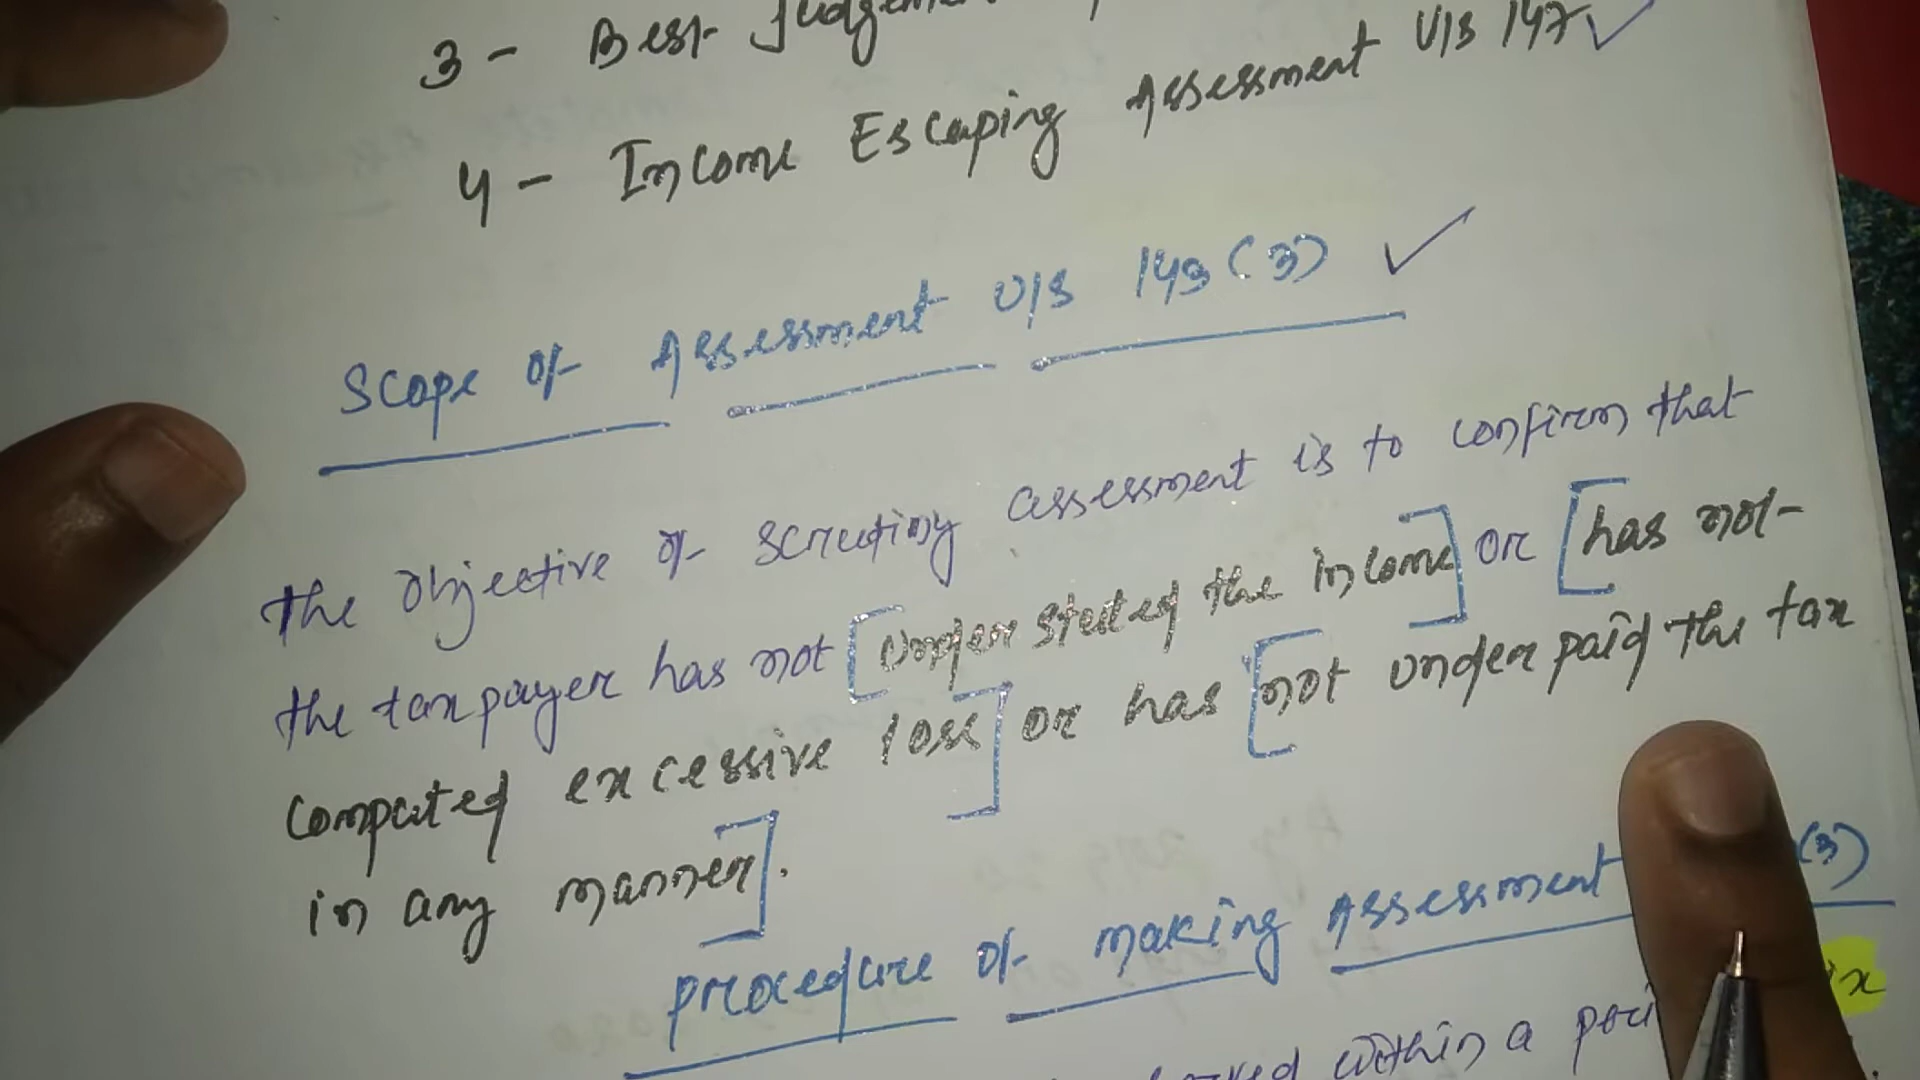 3 - Best Judgement
4 - Income Escaping Assessment U/S 147 ✓
Scope of Assessment U/S 143(3) ✓
The objective of scrutiny assessment is to confirm that
the taxpayer has not [under stated the income] or [has not
computed excessive loss] or has [not under paid the tax
in any manner].
procedure of making Assessment (3)
within a peri